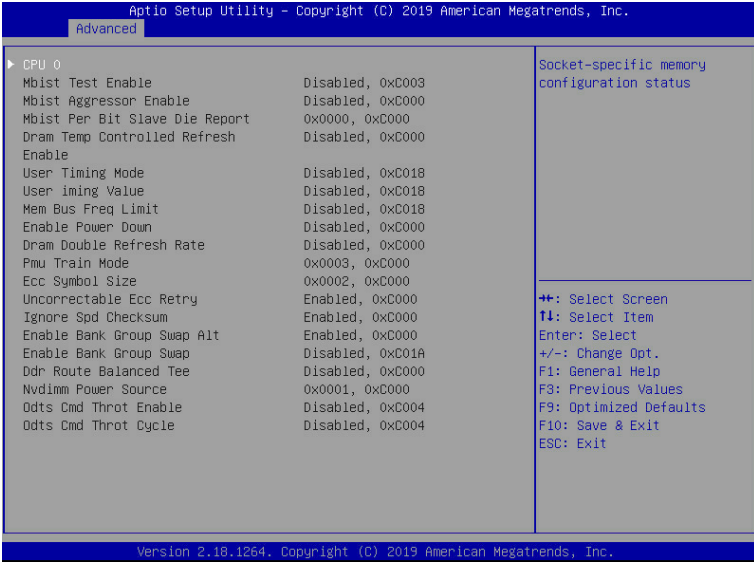 Aptio Setup Utility – Copyright (C) 2019 American Megatrends, Inc.
Advanced
CPU 0
Mbist Test Enable Disabled, 0xC003
Mbist Aggressor Enable Disabled, 0xC000
Mbist Per Bit Slave Die Report 0x0000, 0xC000
Dram Temp Controlled Refresh Disabled, 0xC000
Enable
User Timing Mode Disabled, 0xC018
User iming Value Disabled, 0xC018
Mem Bus Freq Limit Disabled, 0xC018
Enable Power Down Disabled, 0xC000
Dram Double Refresh Rate Disabled, 0xC000
Pmu Train Mode 0x0003, 0xC000
Ecc Symbol Size 0x0002, 0xC000
Uncorrectable Ecc Retry Enabled, 0xC000
Ignore Spd Checksum Enabled, 0xC000
Enable Bank Group Swap Alt Enabled, 0xC000
Enable Bank Group Swap Disabled, 0xC01A
Ddr Route Balanced Tee Disabled, 0xC000
Nvdimm Power Source 0x0001, 0xC000
Odts Cmd Throt Enable Disabled, 0xC004
Odts Cmd Throt Cycle Disabled, 0xC004
Socket-specific memory
configuration status
→←: Select Screen
↑↓: Select Item
Enter: Select
+/-: Change Opt.
F1: General Help
F3: Previous Values
F9: Optimized Defaults
F10: Save & Exit
ESC: Exit
Version 2.18.1264. Copyright (C) 2019 American Megatrends, Inc.